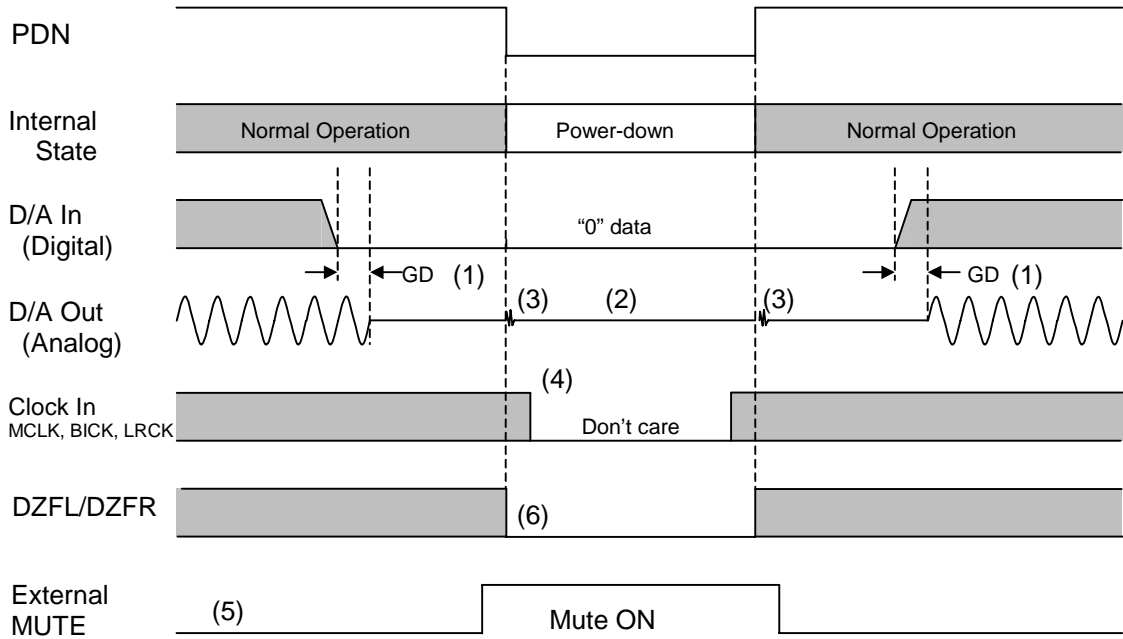 PDN
Internal
State
Normal Operation
Power-down
Normal Operation
D/A In
(Digital)
“0” data
GD
(1)
GD
(1)
D/A Out
(Analog)
(3)
(2)
(3)
(4)
Clock In
MCLK, BICK, LRCK
Don’t care
DZFL/DZFR
(6)
External
MUTE
(5)
Mute ON